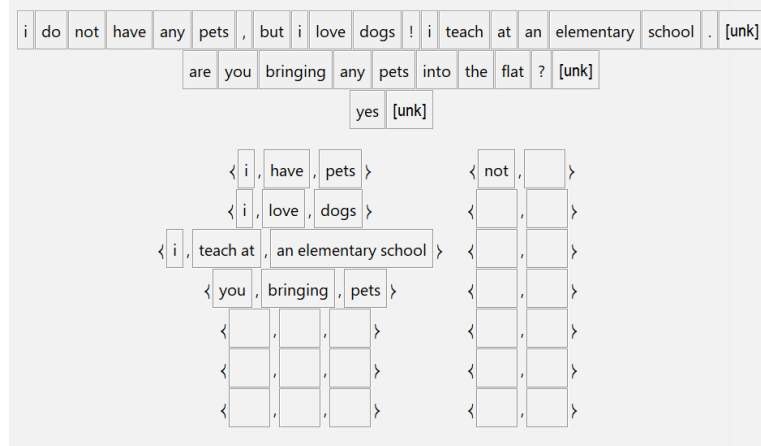 i do not have any pets , but i love dogs ! i teach at an elementary school . [unk]
are you bringing any pets into the flat ? [unk]
yes [unk]
⟨ i , have , pets ⟩ ⟨ not , ⟩
⟨ i , love , dogs ⟩ ⟨ , ⟩
⟨ i , teach at , an elementary school ⟩ ⟨ , ⟩
⟨ you , bringing , pets ⟩ ⟨ , ⟩
⟨ , , ⟩ ⟨ , ⟩
⟨ , , ⟩ ⟨ , ⟩
⟨ , , ⟩ ⟨ , ⟩